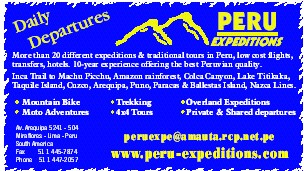 Daily
Departures
PERU
EXPEDITIONS
More than 20 different expeditions & traditional tours in Peru, low cost flights,
transfers, hotels. 10-year experience offering the best Peruvian quality.
Inca Trail to Machu Picchu, Amazon rainforest, Colca Canyon, Lake Titikaka,
Taquile Island, Cuzco, Arequipa, Puno, Paracas & Ballestas Island, Nazca Lines.
• Mountain Bike • Trekking • Overland Expeditions
• Moto Adventures • 4x4 Tours • Private & Shared departures
Av. Arequipa 5241 - 504
Miraflores - Lima - Peru
South America
Fax 51 1 445-7874
Phone 51 1 447-2057
peruexpe@amauta.rcp.net.pe
www.peru-expeditions.com